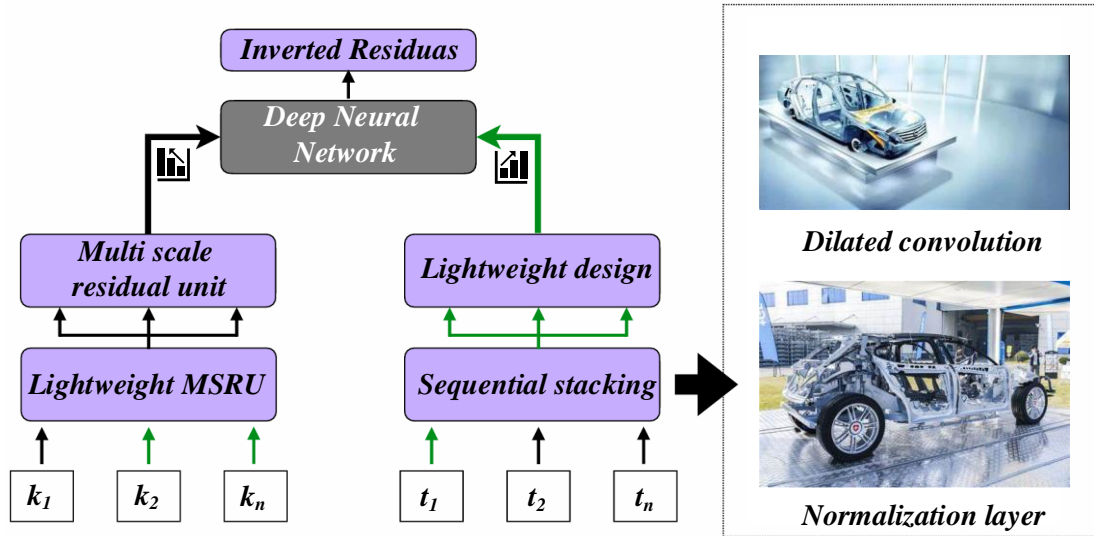 Inverted Residuas
Deep Neural
Network
Multi scale
residual unit
Lightweight design
Lightweight MSRU
Sequential stacking
k1
k2
kn
t1
t2
tn
Dilated convolution
Normalization layer